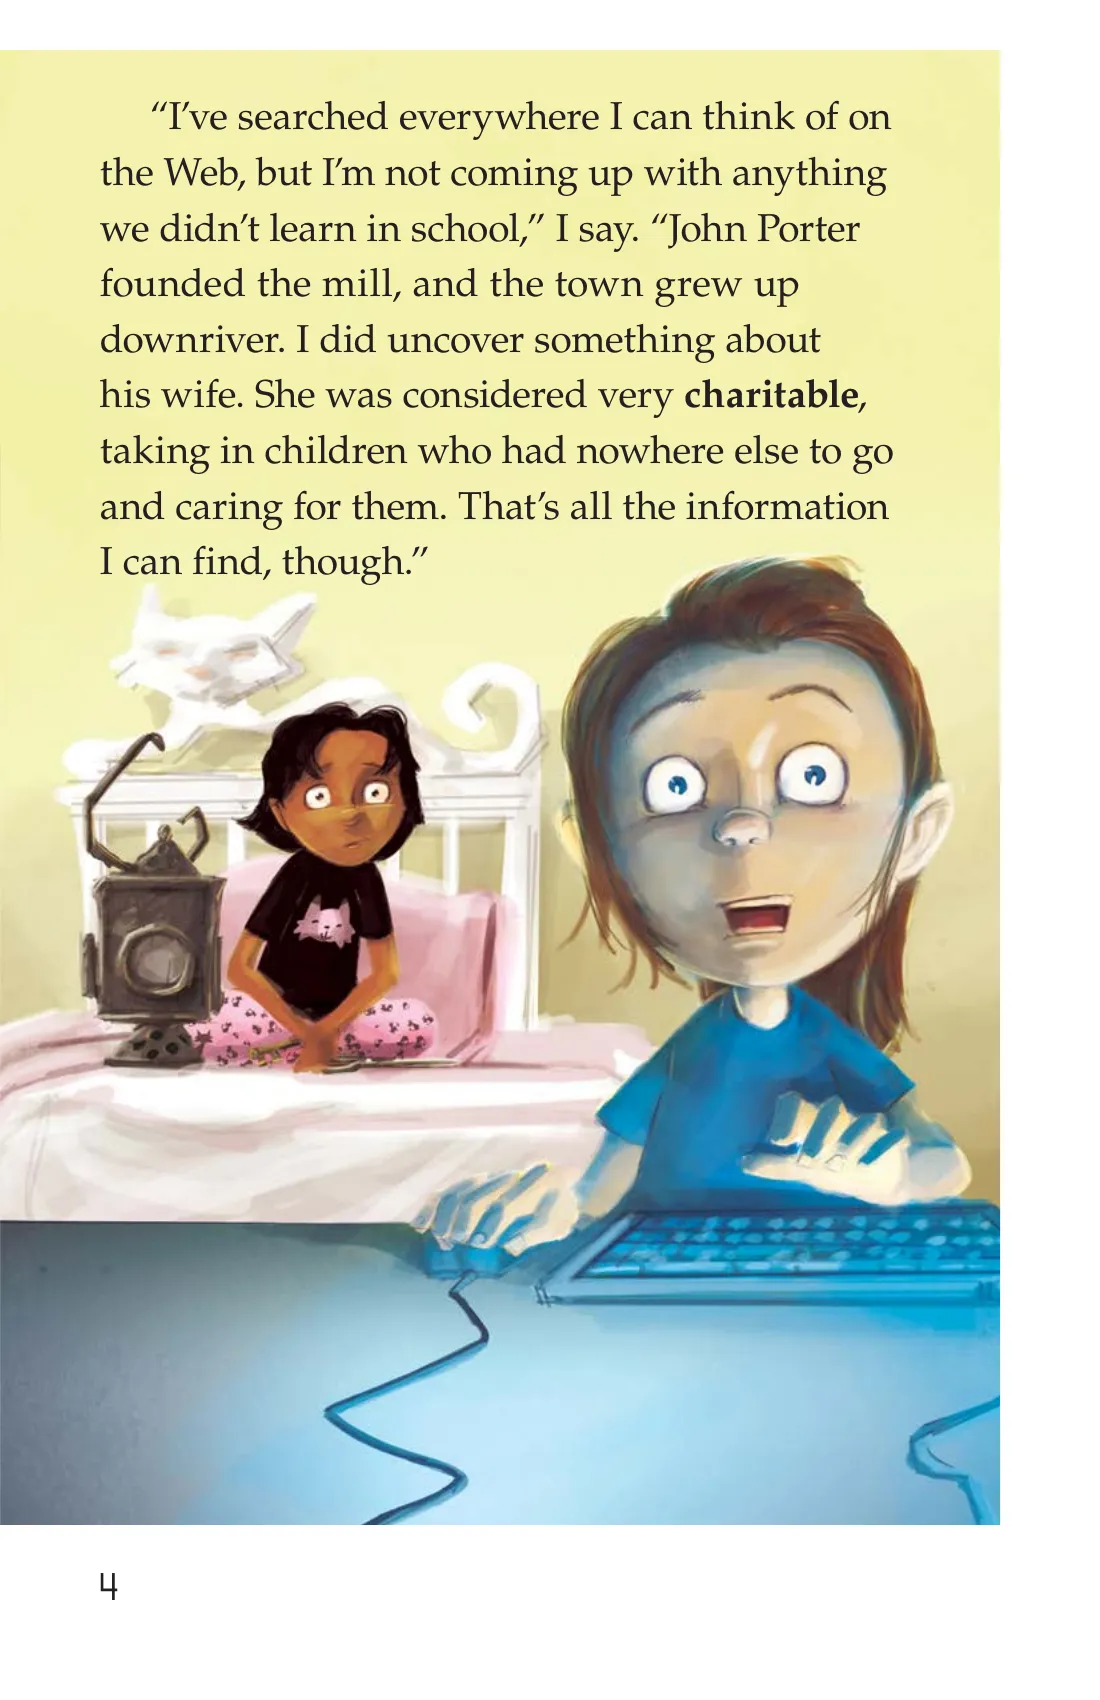 “I’ve searched everywhere I can think of on
the Web, but I’m not coming up with anything
we didn’t learn in school,” I say. “John Porter
founded the mill, and the town grew up
downriver. I did uncover something about
his wife. She was considered very charitable,
taking in children who had nowhere else to go
and caring for them. That’s all the information
I can find, though.”
4